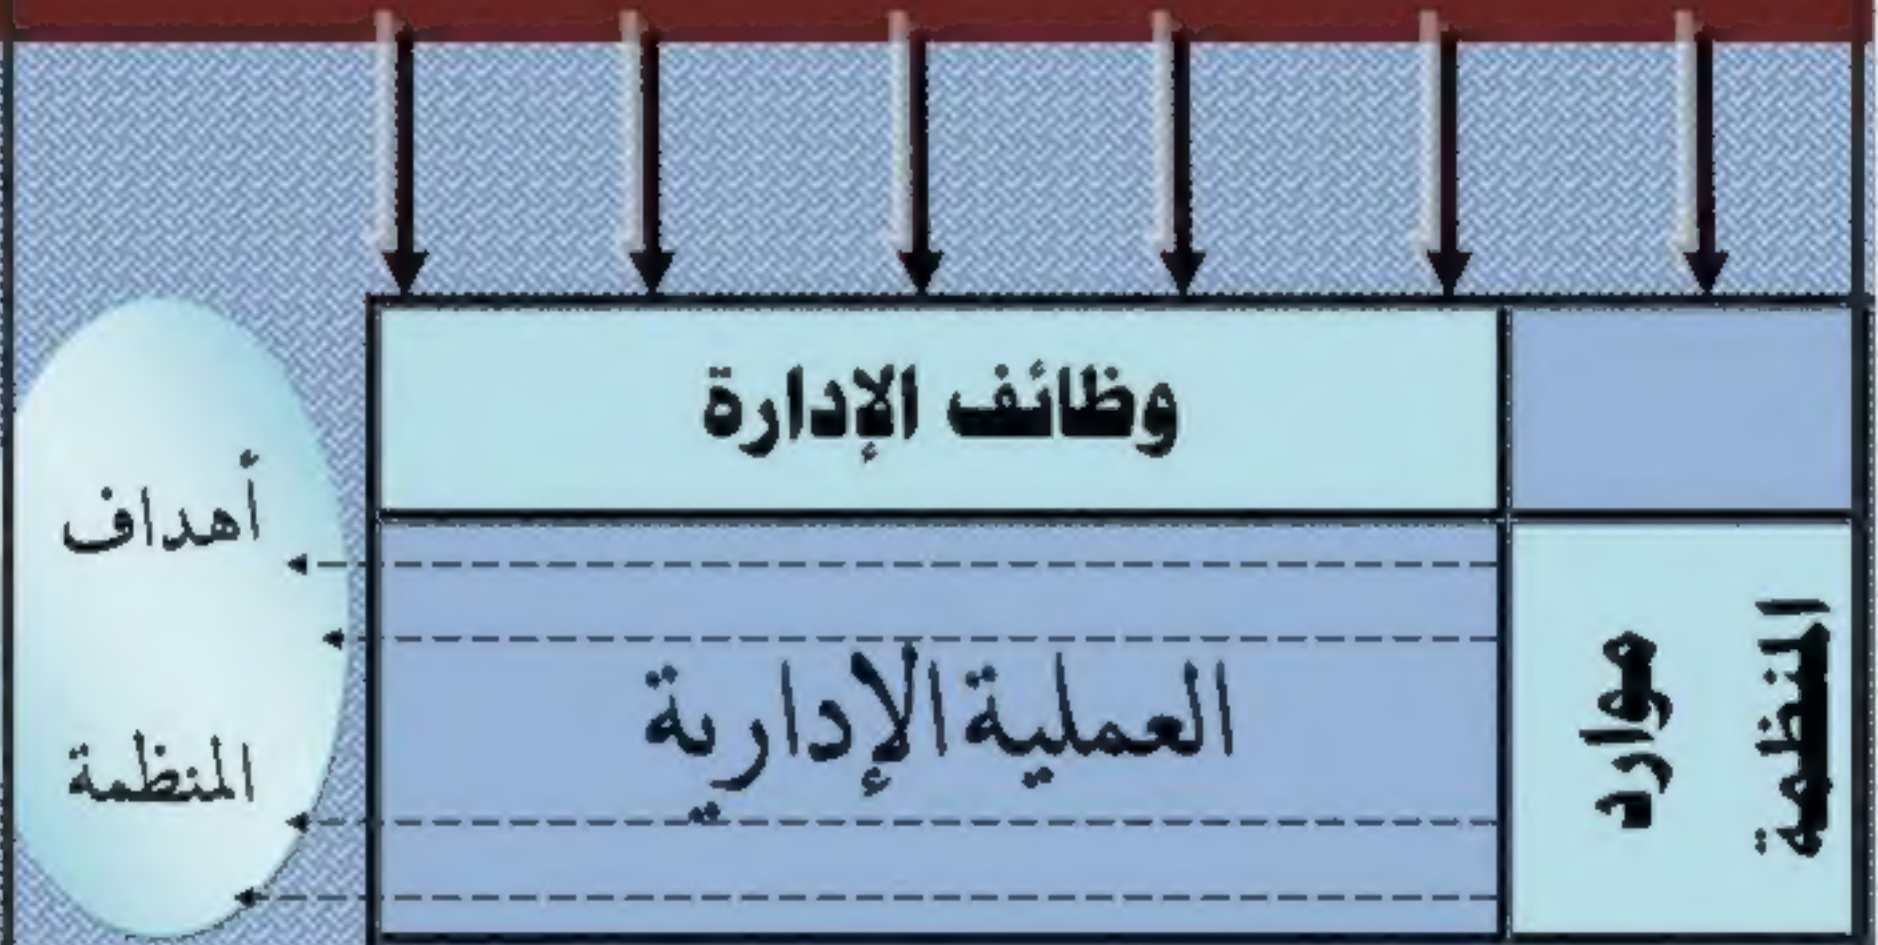 وظائف الإدارة
موارد
المنظمة
العملية الإدارية
أهداف
المنظمة